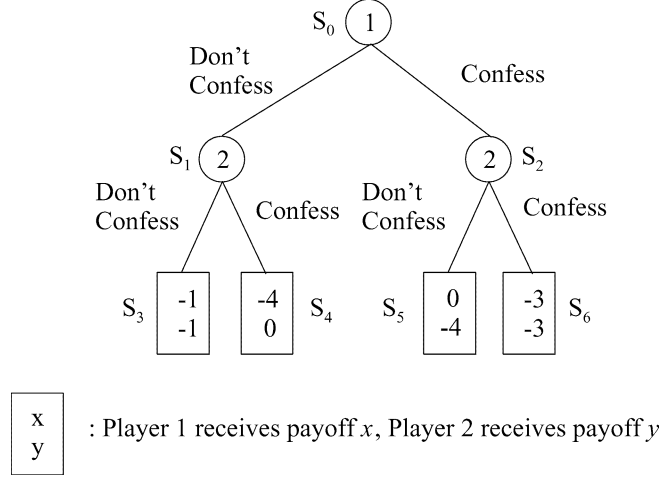 S0 1
Don't
Confess
Confess
S1 2
2 S2
Don't
Confess
Confess
Don't
Confess
Confess
S3
-1
-1
-4
0
S4
S5
0
-4
-3
-3
S6
x
y
: Player 1 receives payoff x, Player 2 receives payoff y